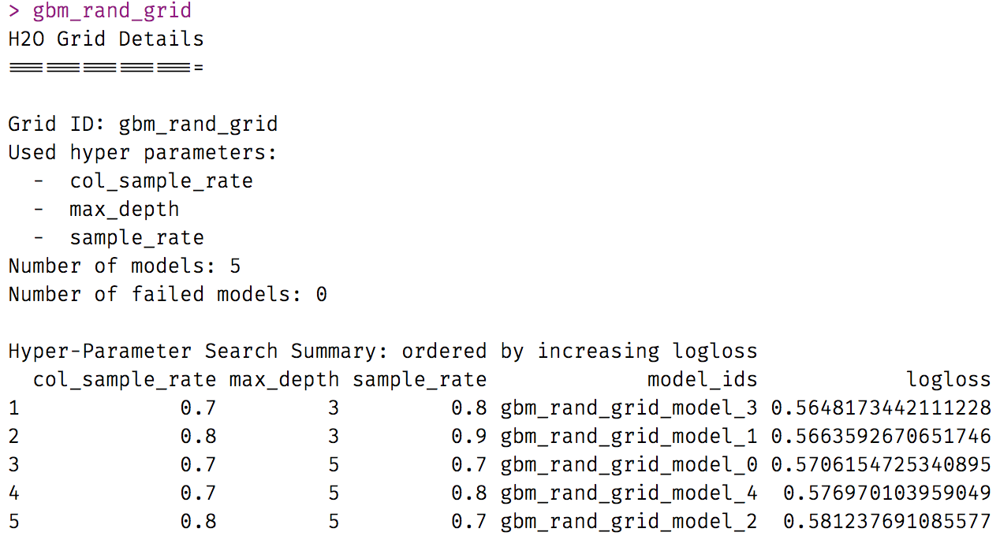 > gbm_rand_grid
H2O Grid Details
================

Grid ID: gbm_rand_grid
Used hyper parameters:
  -  col_sample_rate
  -  max_depth
  -  sample_rate
Number of models: 5
Number of failed models: 0

Hyper-Parameter Search Summary: ordered by increasing logloss
  col_sample_rate max_depth sample_rate             model_ids            logloss
1             0.7         3         0.8 gbm_rand_grid_model_3 0.5648173442111228
2             0.8         3         0.9 gbm_rand_grid_model_1 0.5663592670651746
3             0.7         5         0.7 gbm_rand_grid_model_0 0.5706154725340895
4             0.7         5         0.8 gbm_rand_grid_model_4  0.576970103959049
5             0.8         5         0.7 gbm_rand_grid_model_2  0.581237691085577